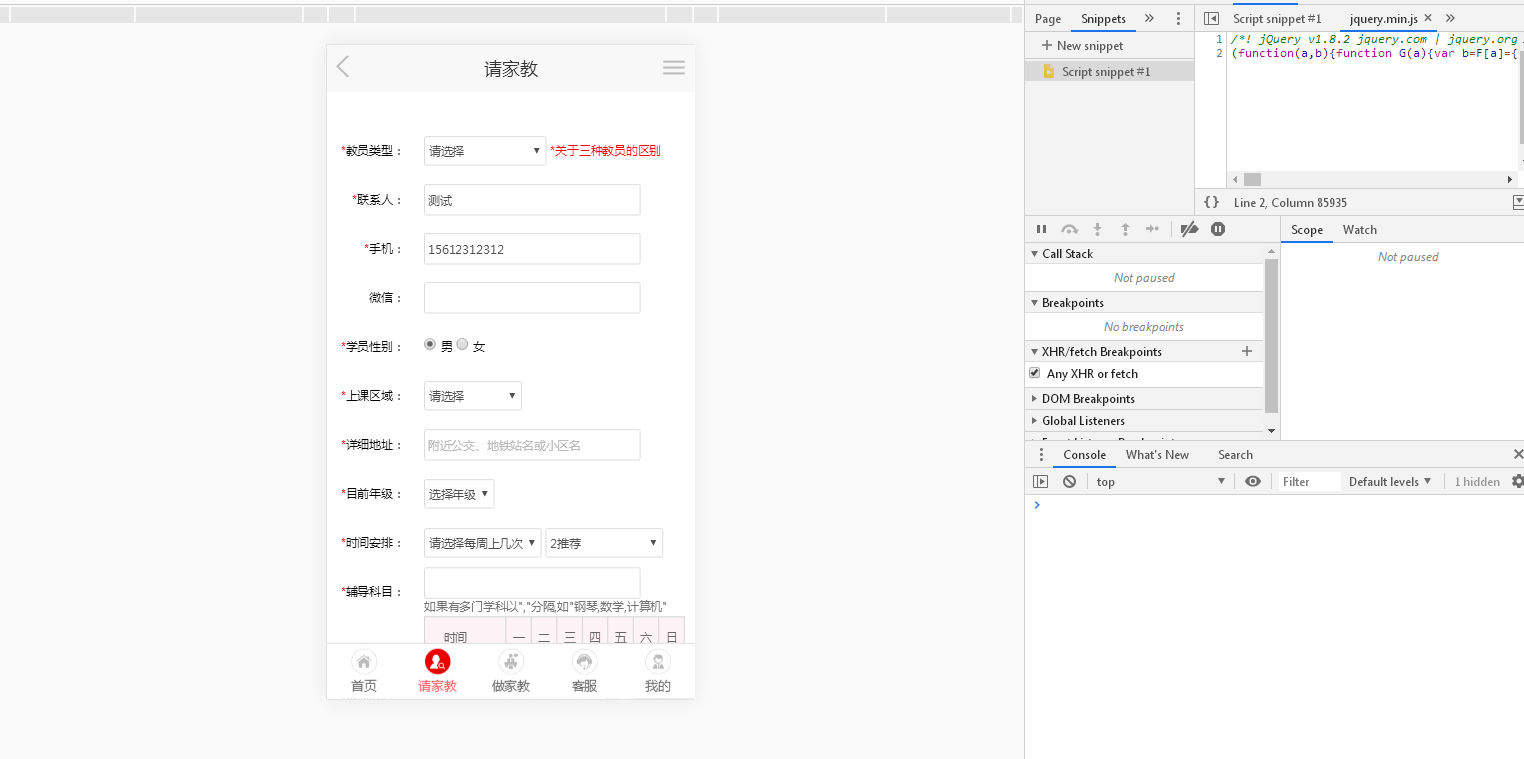 请家教
*教员类型： 请选择 *关于三种教员的区别
*联系人： 测试
*手机： 15612312312
微信：
*学员性别： 男 女
*上课区域： 请选择
*详细地址： 附近公交、地铁站名或小区名
*目前年级： 选择年级
*时间安排： 请选择每周上几次 2推荐
*辅导科目：
如果有多门学科以","分隔,如"钢琴,数学,计算机"
时间 一 二 三 四 五 六 日
首页 请家教 做家教 客服 我的
Page Snippets
New snippet
Script snippet #1
Script snippet #1 jquery.min.js
1 /*! jQuery v1.8.2 jquery.com | jquery.org
2 (function(a,b){function G(a){var b=F[a]={
{} Line 2, Column 85935
Scope Watch
Not paused
Call Stack
Not paused
Breakpoints
No breakpoints
XHR/fetch Breakpoints
Any XHR or fetch
DOM Breakpoints
Global Listeners
Console What's New Search
top Filter Default levels 1 hidden